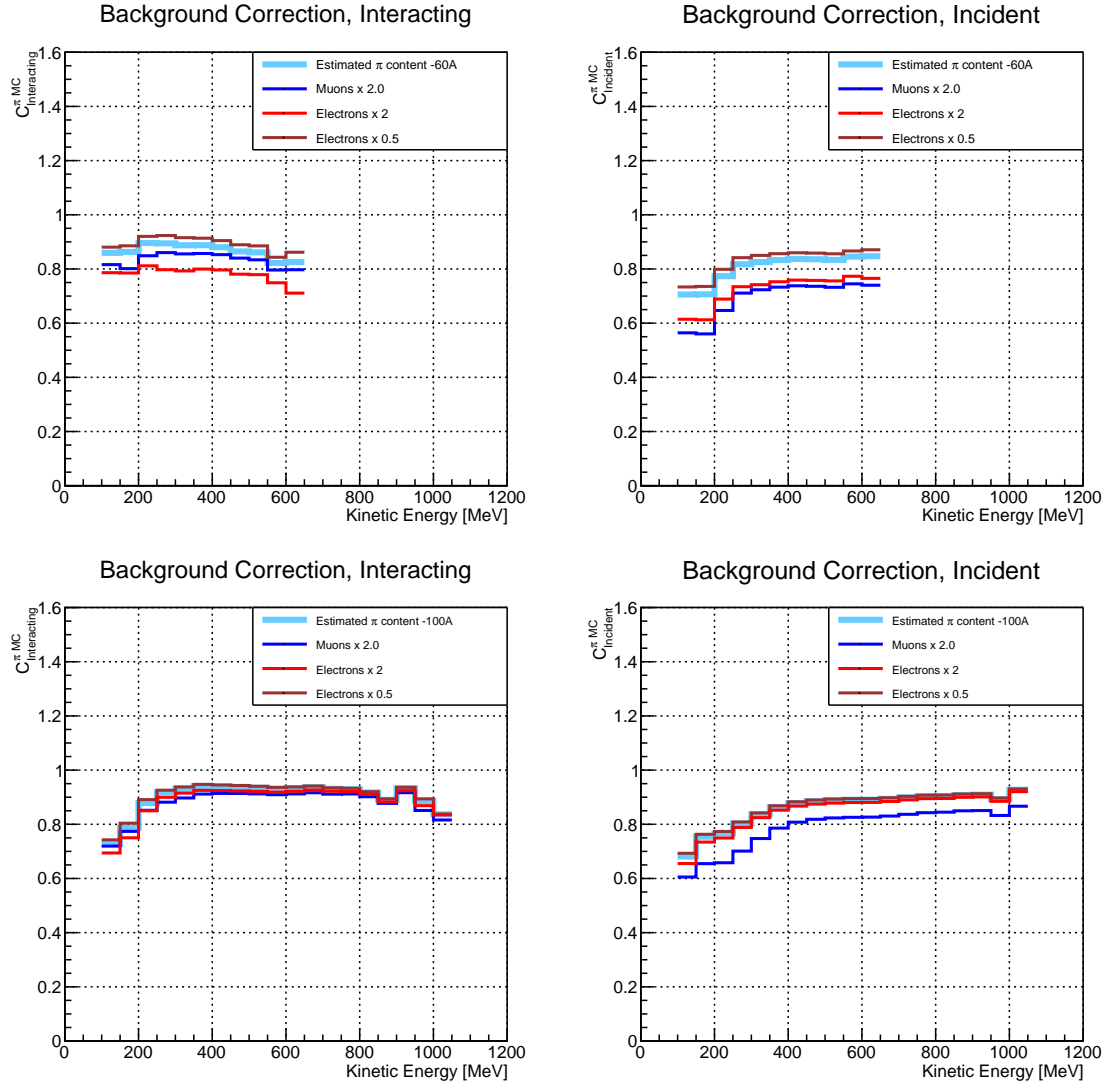 Background Correction, Interacting
C^{π MC}_{Interacting}
Estimated π content -60A
Muons x 2.0
Electrons x 2
Electrons x 0.5
1.6
1.4
1.2
1
0.8
0.6
0.4
0.2
0
0 200 400 600 800 1000 1200
Kinetic Energy [MeV]
Background Correction, Incident
C^{π MC}_{Incident}
Estimated π content -60A
Muons x 2.0
Electrons x 2
Electrons x 0.5
1.6
1.4
1.2
1
0.8
0.6
0.4
0.2
0
0 200 400 600 800 1000 1200
Kinetic Energy [MeV]
Background Correction, Interacting
C^{π MC}_{Interacting}
Estimated π content -100A
Muons x 2.0
Electrons x 2
Electrons x 0.5
1.6
1.4
1.2
1
0.8
0.6
0.4
0.2
0
0 200 400 600 800 1000 1200
Kinetic Energy [MeV]
Background Correction, Incident
C^{π MC}_{Incident}
Estimated π content -100A
Muons x 2.0
Electrons x 2
Electrons x 0.5
1.6
1.4
1.2
1
0.8
0.6
0.4
0.2
0
0 200 400 600 800 1000 1200
Kinetic Energy [MeV]